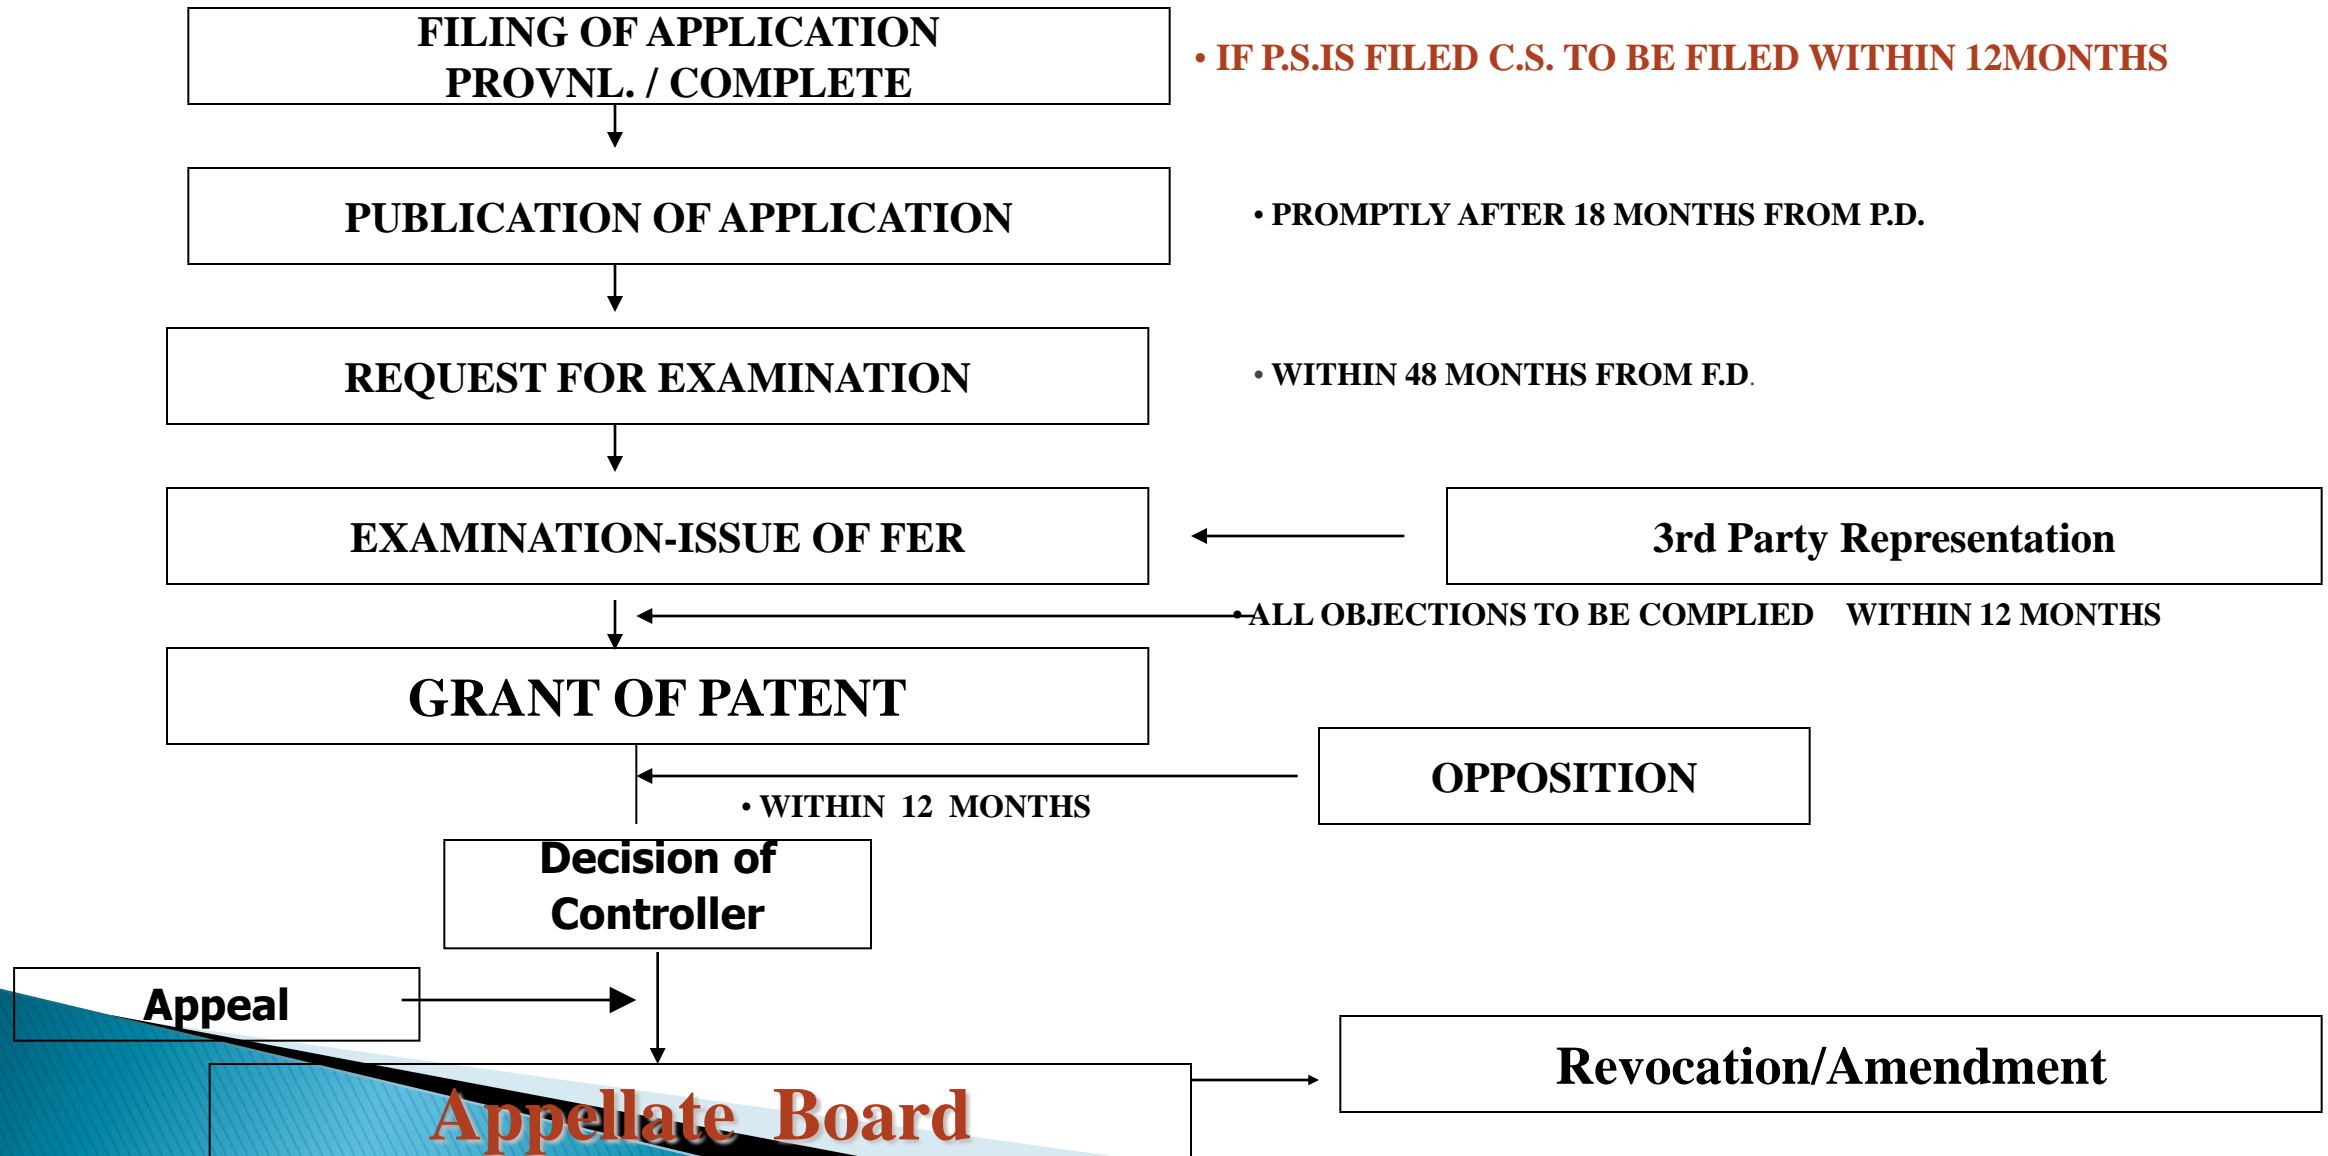 FILING OF APPLICATION
PROVNL. / COMPLETE
• IF P.S.IS FILED C.S. TO BE FILED WITHIN 12MONTHS
PUBLICATION OF APPLICATION
• PROMPTLY AFTER 18 MONTHS FROM P.D.
REQUEST FOR EXAMINATION
• WITHIN 48 MONTHS FROM F.D.
EXAMINATION-ISSUE OF FER
3rd Party Representation
• ALL OBJECTIONS TO BE COMPLIED WITHIN 12 MONTHS
GRANT OF PATENT
OPPOSITION
• WITHIN 12 MONTHS
Decision of
Controller
Appeal
Revocation/Amendment
Appellate Board